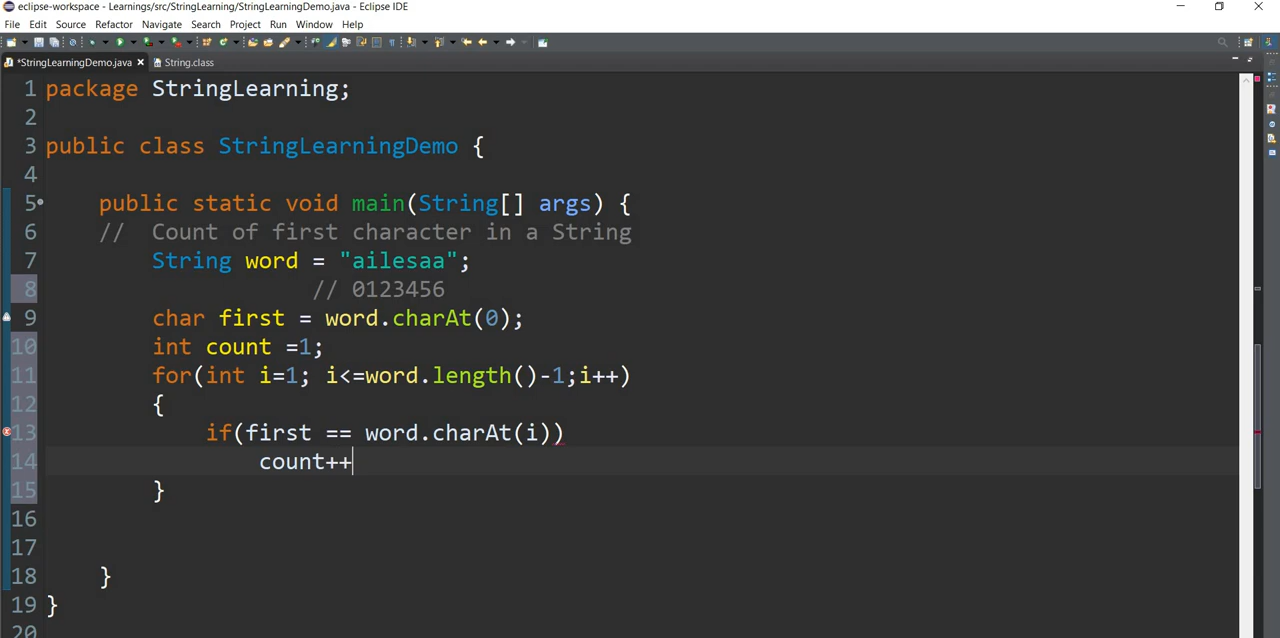 eclipse-workspace - Learnings/src/StringLearning/StringLearningDemo.java - Eclipse IDE
File Edit Source Refactor Navigate Search Project Run Window Help
*StringLearningDemo.java String.class
1 package StringLearning;
2
3 public class StringLearningDemo {
4
5 public static void main(String[] args) {
6 // Count of first character in a String
7 String word = "ailesaa";
8 // 0123456
9 char first = word.charAt(0);
10 int count =1;
11 for(int i=1; i<=word.length()-1;i++)
12 {
13 if(first == word.charAt(i))
14 count++
15 }
16
17
18 }
19 }
20